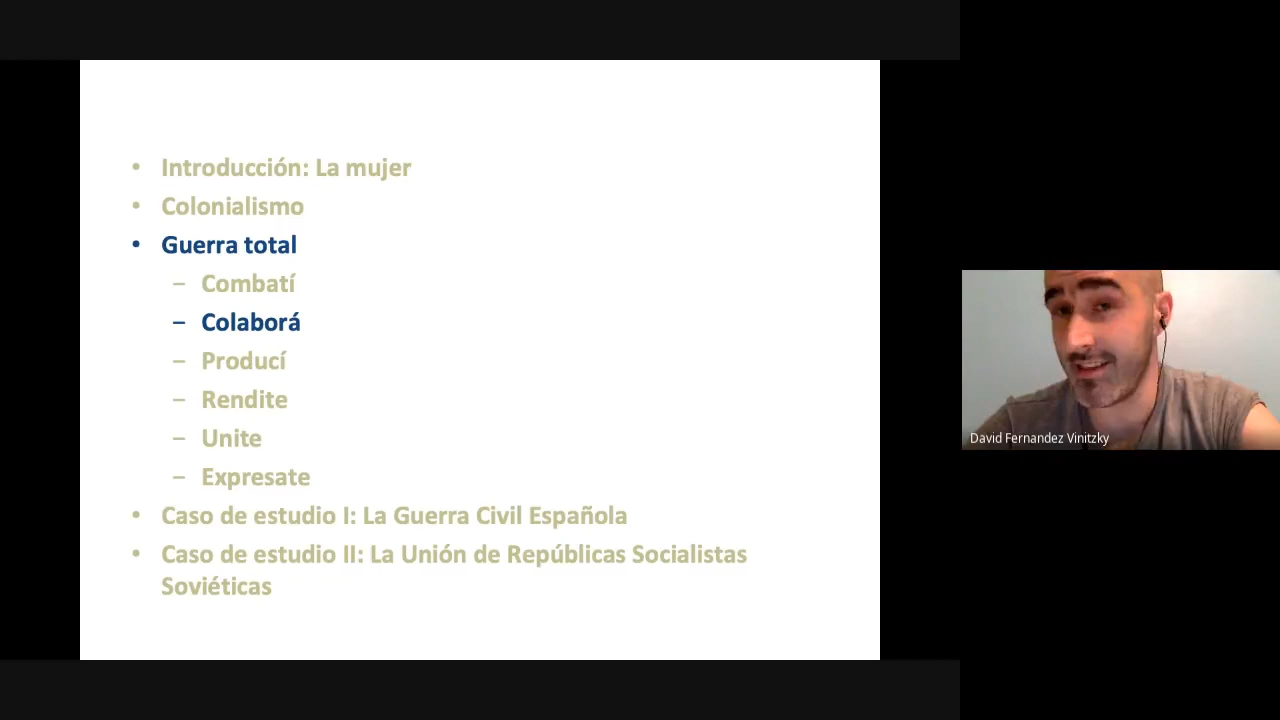 • Introducción: La mujer
• Colonialismo
• Guerra total
– Combatí
– Colaborá
– Producí
– Rendite
– Unite
– Expresate
• Caso de estudio I: La Guerra Civil Española
• Caso de estudio II: La Unión de Repúblicas Socialistas
Soviéticas
David Fernandez Vinitzky